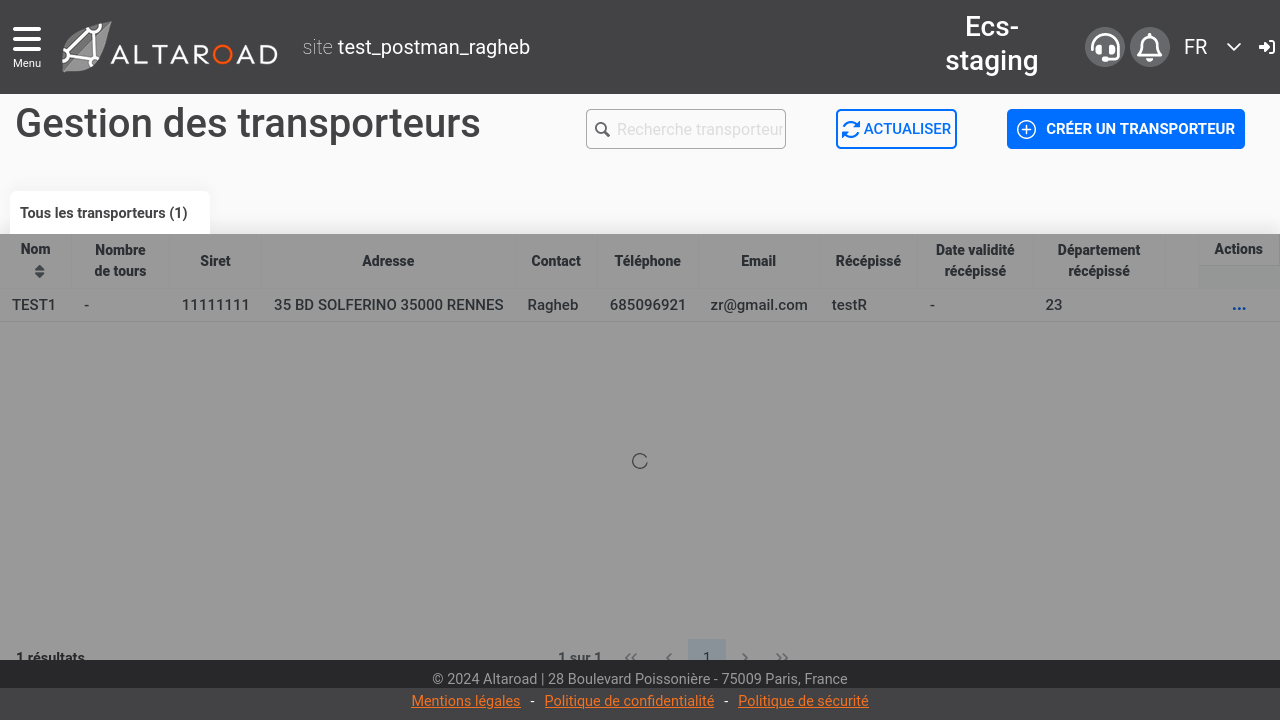 Menu
ALTAROAD
site test_postman_ragheb
Ecs-
staging
FR
Gestion des transporteurs
Recherche transporteur
ACTUALISER
CRÉER UN TRANSPORTEUR
Tous les transporteurs (1)
Nom
Nombre
de tours
Siret
Adresse
Contact
Téléphone
Email
Récépissé
Date validité
récépissé
Département
récépissé
Actions
TEST1 - 11111111 35 BD SOLFERINO 35000 RENNES Ragheb 685096921 zr@gmail.com testR - 23 ...
1 résultats 1 sur 1 1
© 2024 Altaroad | 28 Boulevard Poissonière - 75009 Paris, France
Mentions légales - Politique de confidentialité - Politique de sécurité